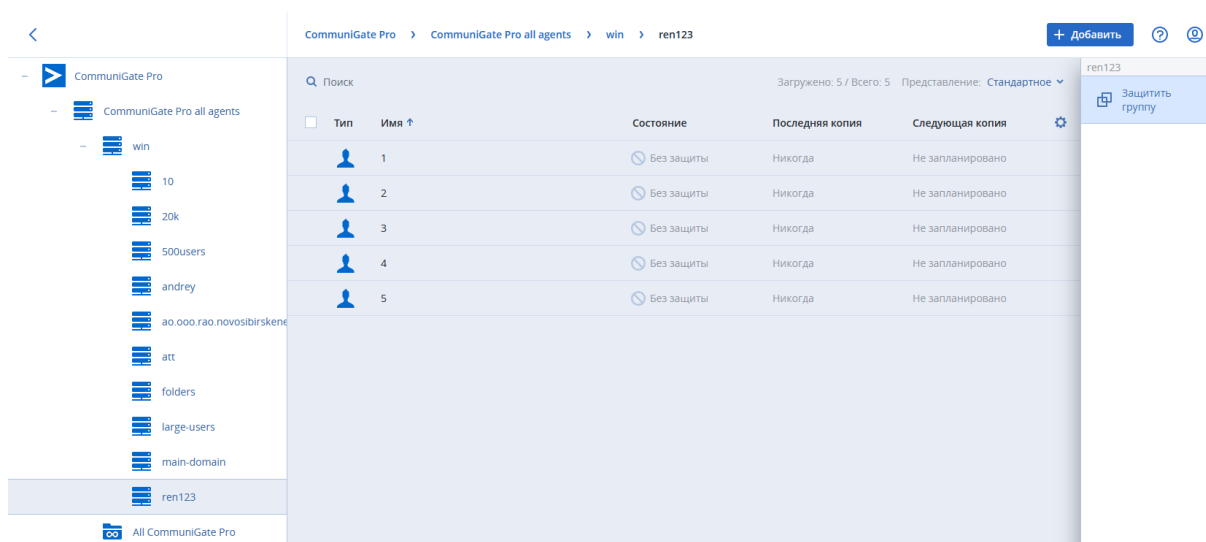 CommuniGate Pro > CommuniGate Pro all agents > win > ren123
+ Добавить
CommuniGate Pro
CommuniGate Pro all agents
win
10
20k
500users
andrey
ao.ooo.rao.novosibirskene
att
folders
large-users
main-domain
ren123
All CommuniGate Pro
Поиск
Загружено: 5 / Всего: 5 Представление: Стандартное
Тип Имя ↑ Состояние Последняя копия Следующая копия
1 Без защиты Никогда Не запланировано
2 Без защиты Никогда Не запланировано
3 Без защиты Никогда Не запланировано
4 Без защиты Никогда Не запланировано
5 Без защиты Никогда Не запланировано
ren123
Защитить
группу